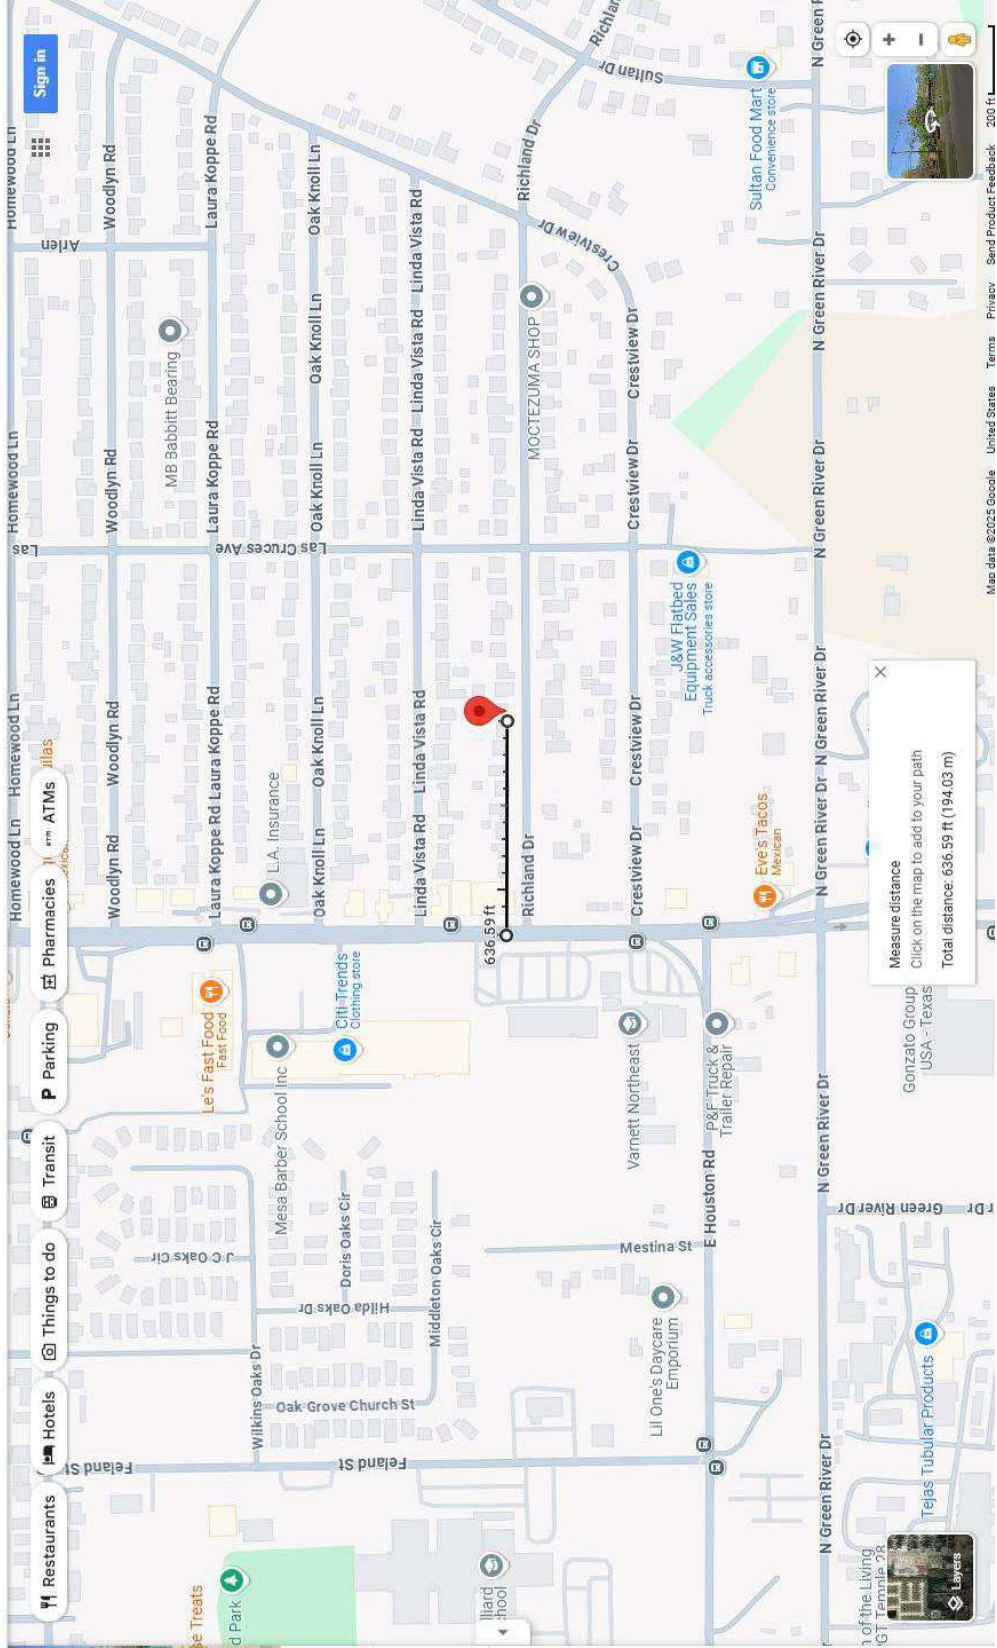 Restaurants
Hotels
Things to do
Transit
Parking
Pharmacies
ATMs
Sign in
Homewood Ln
Homewood Ln
Homewood Ln
Homewood Ln
Homewood Ln
Woodlyn Rd
Woodlyn Rd
Woodlyn Rd
Woodlyn Rd
Arlen
Las
MB Babbitt Bearing
Laura Koppe Rd
Laura Koppe Rd
Laura Koppe Rd
Laura Koppe Rd
Las Cruces Ave
L.A. Insurance
Oak Knoll Ln
Oak Knoll Ln
Oak Knoll Ln
Oak Knoll Ln
Oak Knoll Ln
Linda Vista Rd
Linda Vista Rd
Linda Vista Rd
Linda Vista Rd
Linda Vista Rd
636.59 ft
Richland Dr
Richland Dr
MOCTEZUMA SHOP
Sultan Dr
Crestview Dr
Crestview Dr
Crestview Dr
Crestview Dr
Crestview Dr
Sultan Food Mart
Convenience store
J&W Flatbed
Equipment Sales
Truck accessories store
Eve's Tacos
Mexican
N Green River Dr
N Green River Dr
N Green River Dr
N Green River Dr
N Green River Dr
N Green River Dr
N Green River Dr
Green River Dr
Le's Fast Food
Fast Food
Citi Trends
Clothing store
Mesa Barber School Inc
J C Oaks Cir
Doris Oaks Cir
Hilda Oaks Dr
Middleton Oaks Cir
Wilkins Oaks Dr
Oak Grove Church St
Feland St
Feland St
Varnett Northeast
P&F Truck &
Trailer Repair
E Houston Rd
Mestina St
Lil One's Daycare
Emporium
Gonzato Group
USA - Texas
Tejas Tubular Products
of the Living
Layers
Measure distance
Click on the map to add to your path
Total distance: 636.59 ft (194.03 m)
Map data ©2025 Google
United States
Terms
Privacy
Send Product Feedback
200 ft